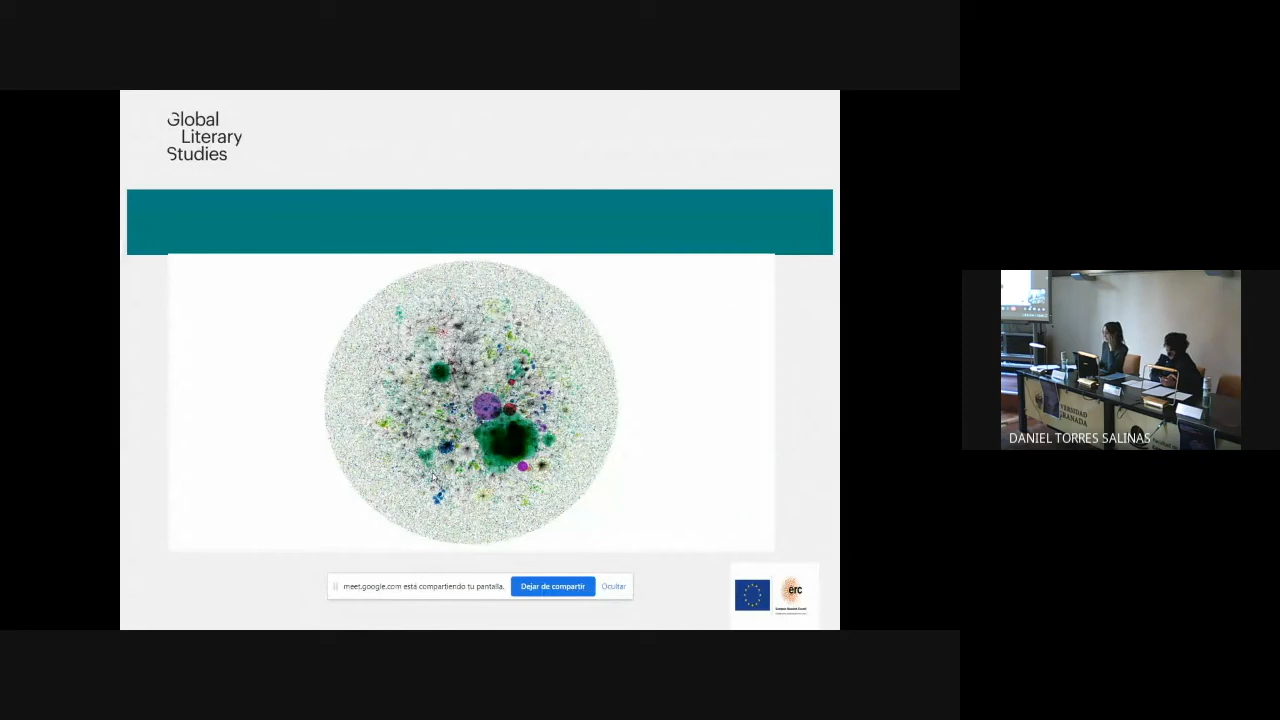 Global
Literary
Studies
meet.google.com está compartiendo tu pantalla.
Dejar de compartir
Ocultar
erc
DANIEL TORRES SALINAS